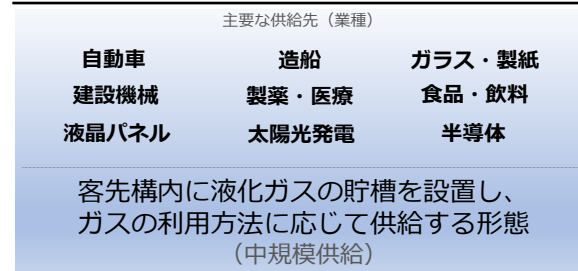 主要な供給先（業種）
自動車 造船 ガラス・製紙
建設機械 製薬・医療 食品・飲料
液晶パネル 太陽光発電 半導体
客先構内に液化ガスの貯槽を設置し、
ガスの利用方法に応じて供給する形態
（中規模供給）